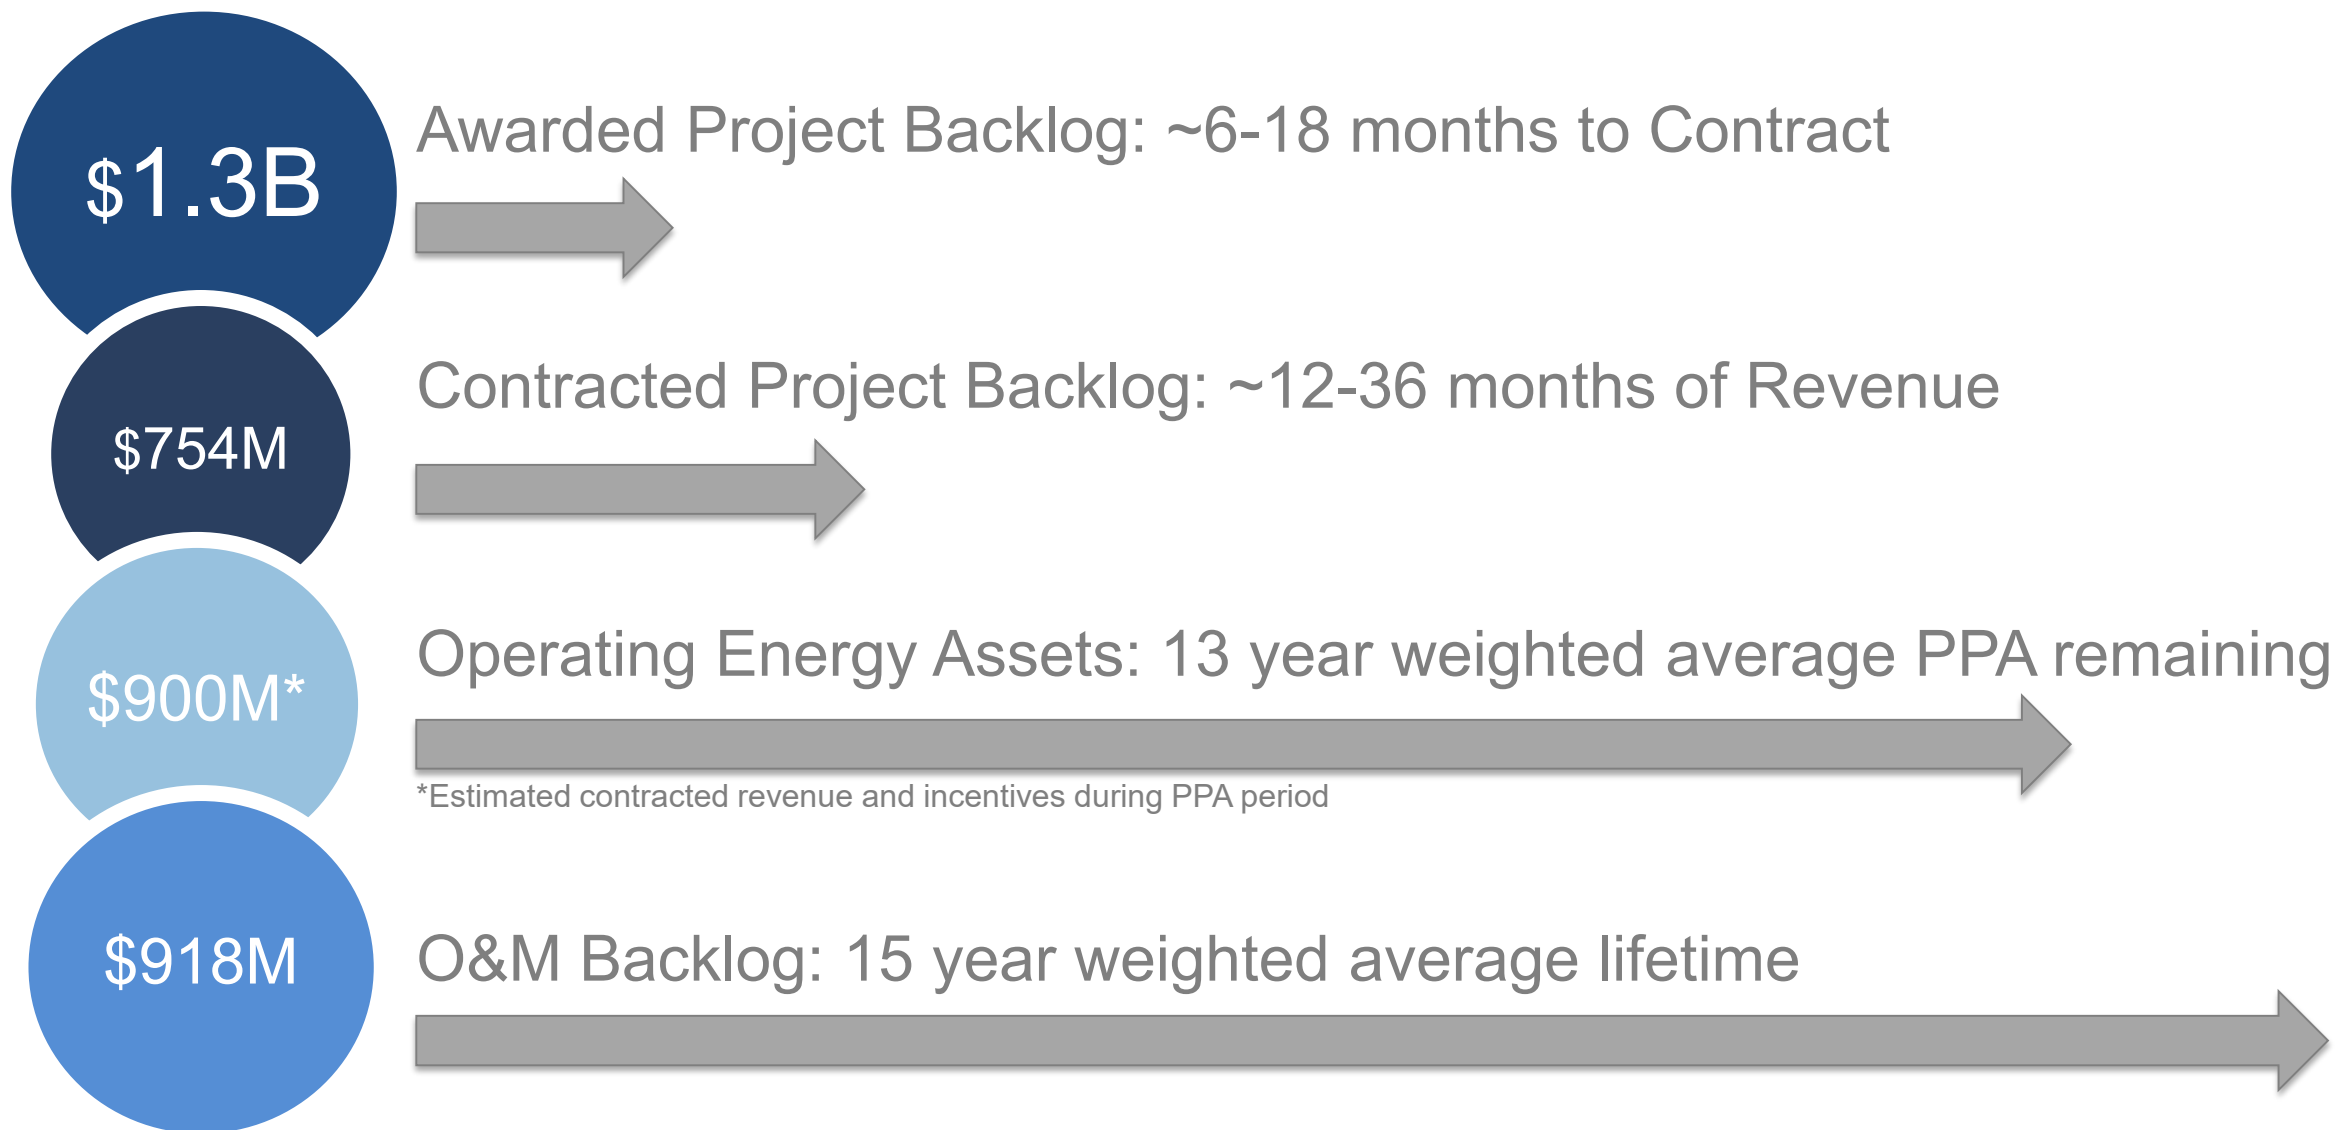 $1.3B
Awarded Project Backlog: ~6-18 months to Contract
$754M
Contracted Project Backlog: ~12-36 months of Revenue
$900M*
Operating Energy Assets: 13 year weighted average PPA remaining
*Estimated contracted revenue and incentives during PPA period
$918M
O&M Backlog: 15 year weighted average lifetime